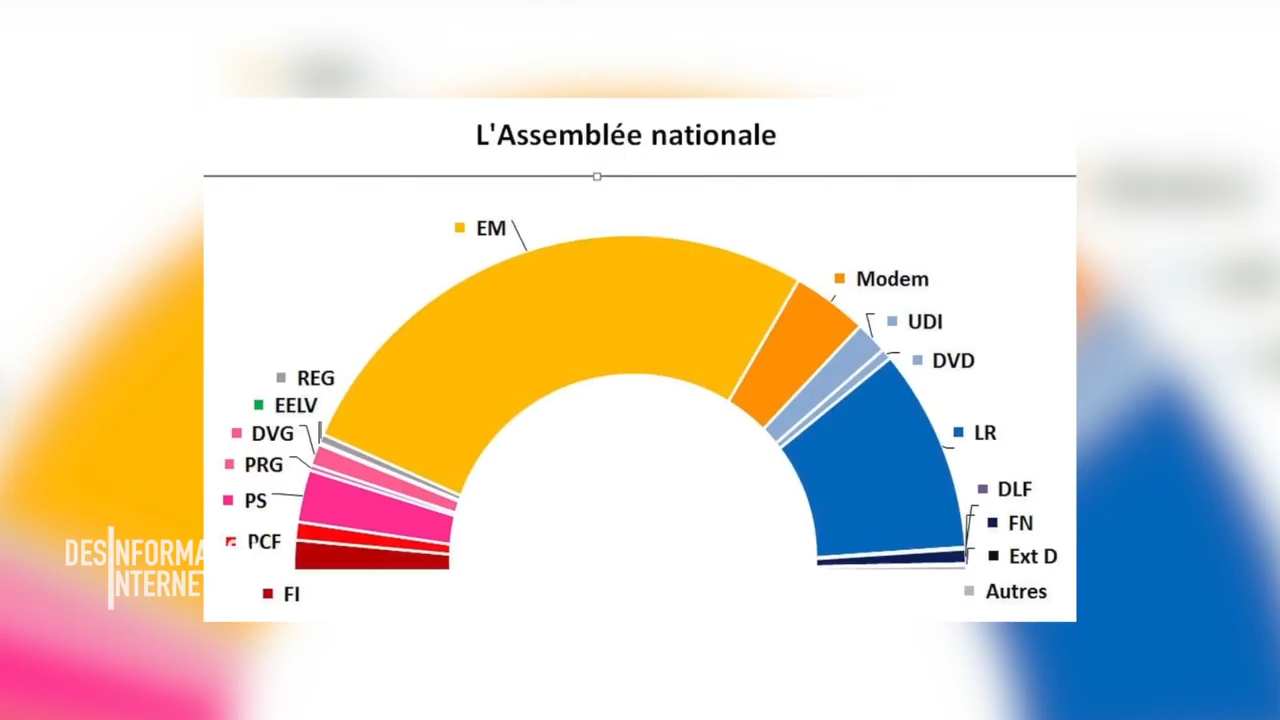 L'Assemblée nationale
EM
Modem
UDI
DVD
REG
EELV
DVG
LR
PRG
DLF
PS
FN
PCF
Ext D
Autres
FI
DESINFORMA
INTERNE